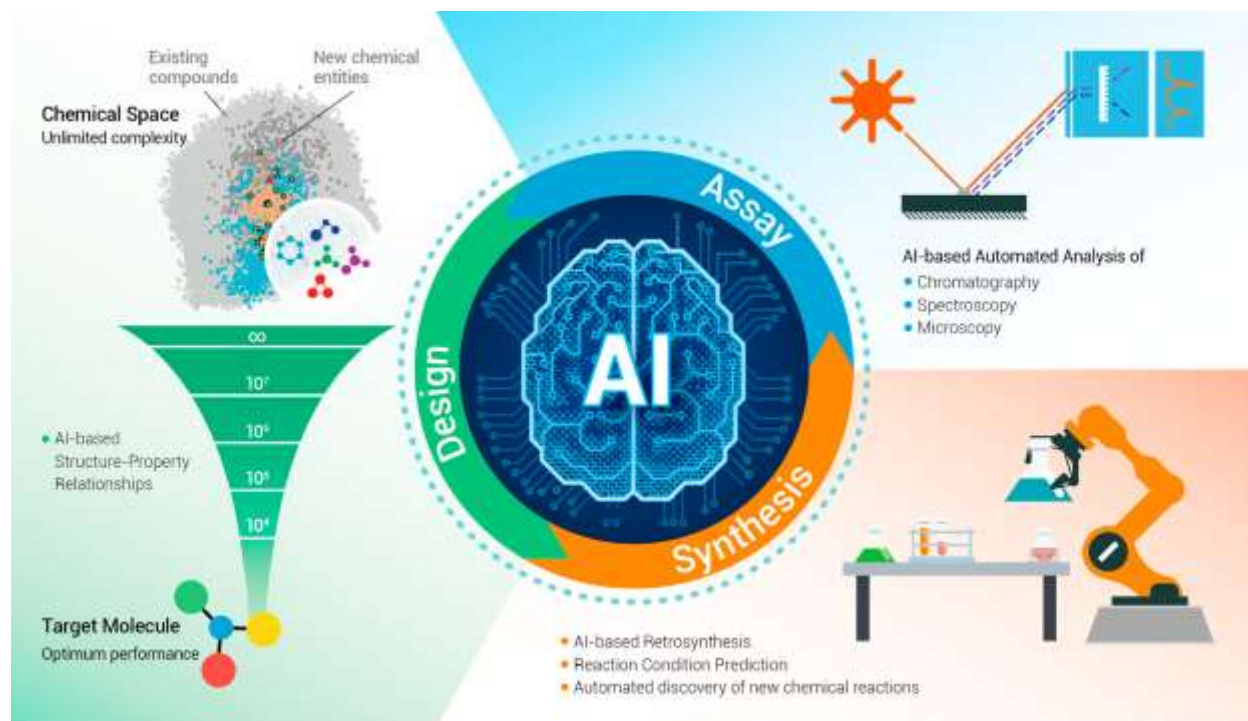 Existing
compounds
New chemical
entities
Chemical Space
Unlimited complexity
∞
10⁷
10⁴
AI-based
Structure-Property
Relationships
Target Molecule
Optimum performance
Design
Assay
Synthesis
AI
AI-based Automated Analysis of
Chromatography
Spectroscopy
Microscopy
AI-based Retrosynthesis
Reaction Condition Prediction
Automated discovery of new chemical reactions